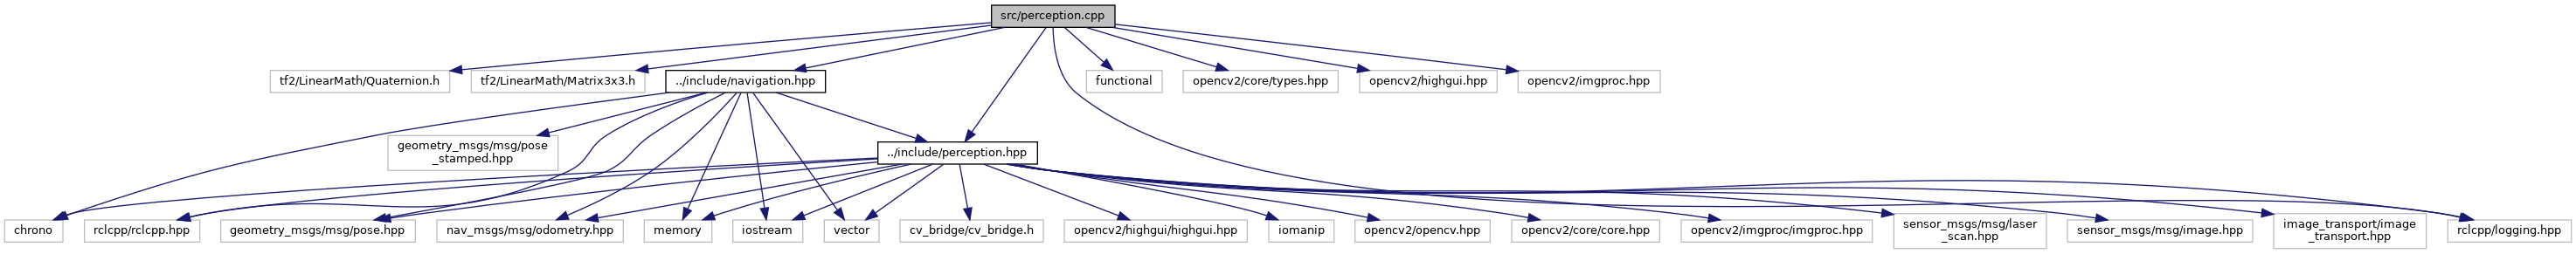 src/perception.cpp
tf2/LinearMath/Quaternion.h
tf2/LinearMath/Matrix3x3.h
../include/navigation.hpp
functional
opencv2/core/types.hpp
opencv2/highgui.hpp
opencv2/imgproc.hpp
geometry_msgs/msg/pose
_stamped.hpp
../include/perception.hpp
chrono
rclcpp/rclcpp.hpp
geometry_msgs/msg/pose.hpp
nav_msgs/msg/odometry.hpp
memory
iostream
vector
cv_bridge/cv_bridge.h
opencv2/highgui/highgui.hpp
iomanip
opencv2/opencv.hpp
opencv2/core/core.hpp
opencv2/imgproc/imgproc.hpp
sensor_msgs/msg/laser
_scan.hpp
sensor_msgs/msg/image.hpp
image_transport/image
_transport.hpp
rclcpp/logging.hpp